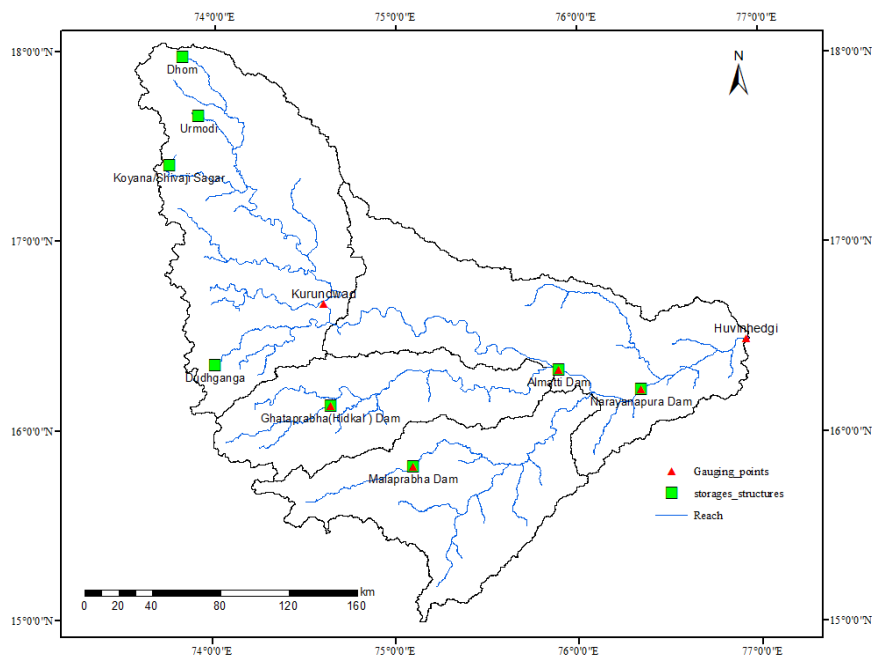 74°0'0"E 75°0'0"E 76°0'0"E 77°0'0"E
18°0'0"N 18°0'0"N
N
Dhom
Urmodi
Koyana/Shivaji Sagar
17°0'0"N 17°0'0"N
Kurundwad
Huvinhedgi
Dudhganga
Almatti Dam
Narayanapura Dam
Ghataprabha(Hidkal ) Dam
16°0'0"N 16°0'0"N
Malaprabha Dam
Gauging_points
storages_structures
Reach
km
0 20 40 80 120 160
15°0'0"N 15°0'0"N
74°0'0"E 75°0'0"E 76°0'0"E 77°0'0"E